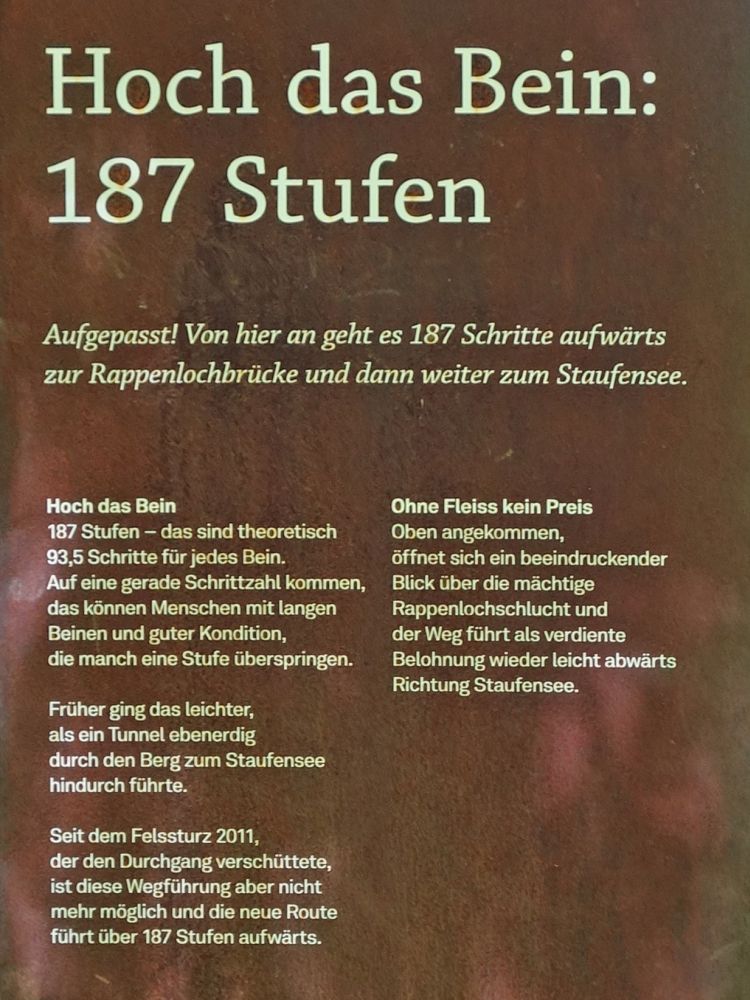 Hoch das Bein:
187 Stufen
Aufgepasst! Von hier an geht es 187 Schritte aufwärts
zur Rappenlochbrücke und dann weiter zum Staufensee.
Hoch das Bein
187 Stufen – das sind theoretisch
93,5 Schritte für jedes Bein.
Auf eine gerade Schrittzahl kommen,
das können Menschen mit langen
Beinen und guter Kondition,
die manch eine Stufe überspringen.
Früher ging das leichter,
als ein Tunnel ebenerdig
durch den Berg zum Staufensee
hindurch führte.
Seit dem Felssturz 2011,
der den Durchgang verschüttete,
ist diese Wegführung aber nicht
mehr möglich und die neue Route
führt über 187 Stufen aufwärts.
Ohne Fleiss kein Preis
Oben angekommen,
öffnet sich ein beeindruckender
Blick über die mächtige
Rappenlochschlucht und
der Weg führt als verdiente
Belohnung wieder leicht abwärts
Richtung Staufensee.